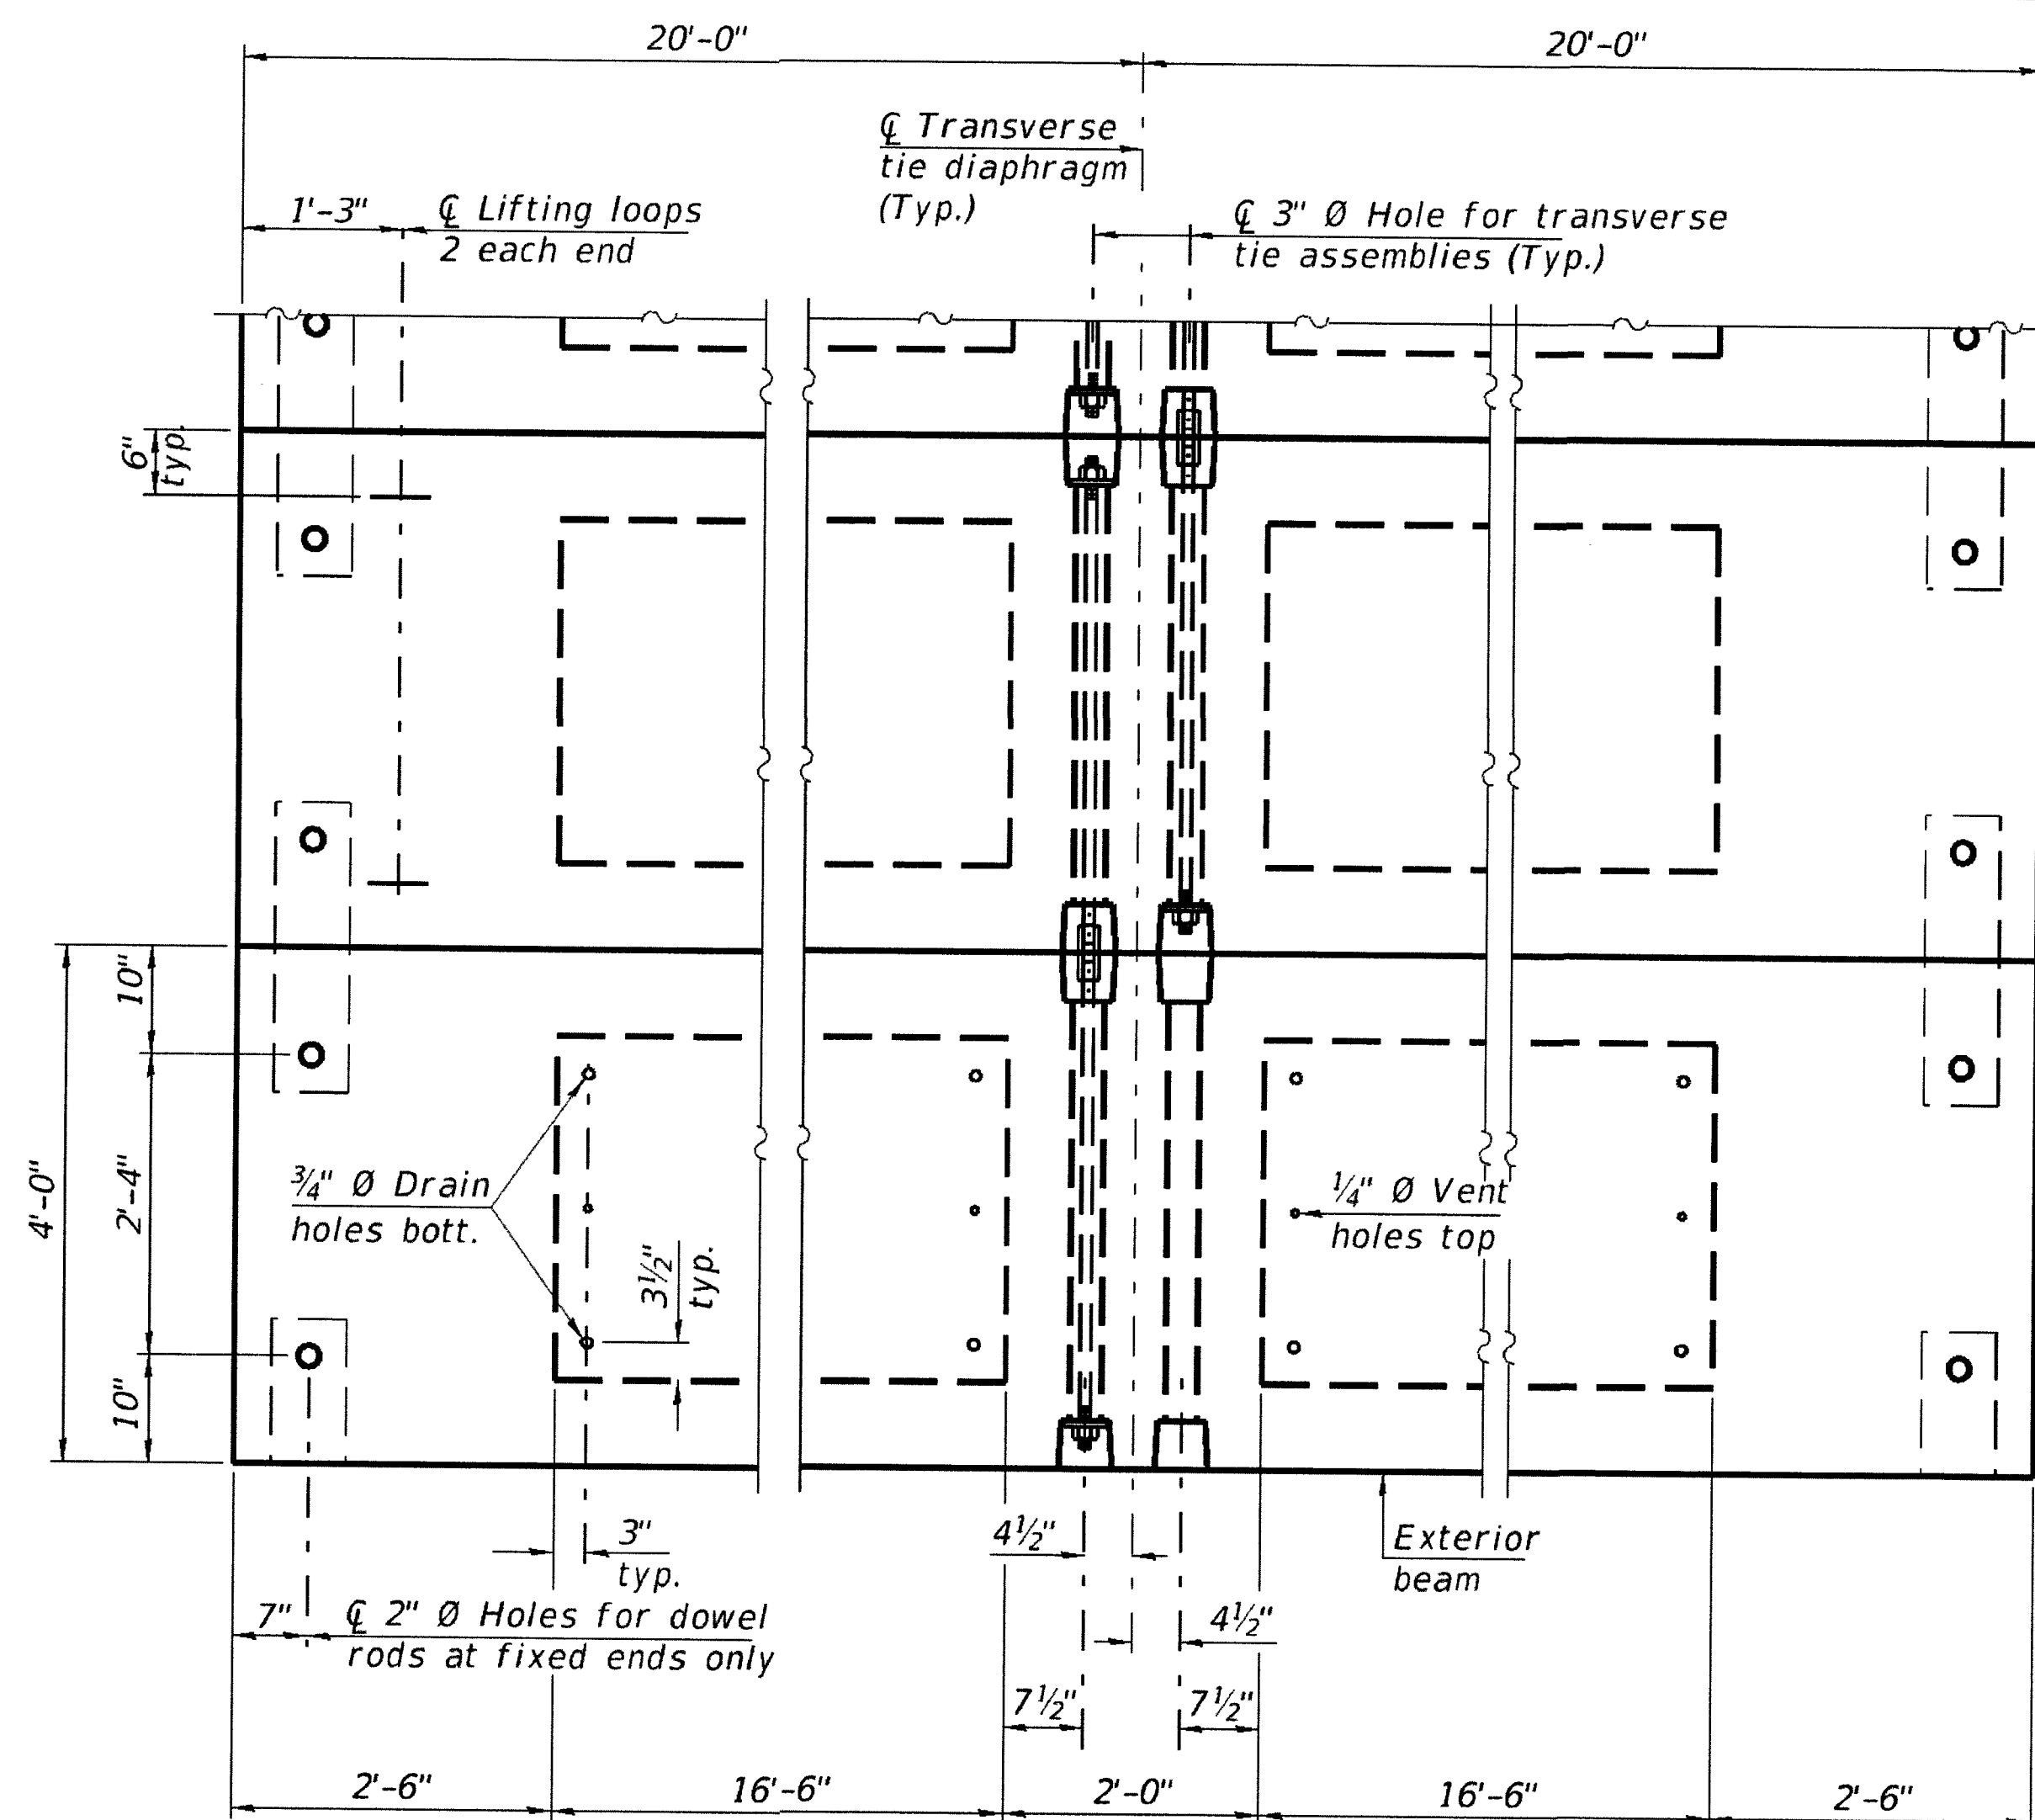 20'-0"
20'-0"
℄ Transverse
tie diaphragm
(Typ.)
1'-3"
℄ Lifting loops
2 each end
℄ 3" Ø Hole for transverse
tie assemblies (Typ.)
6"
typ.
10"
4'-0"
2'-4"
10"
¾" Ø Drain
holes bott.
3½"
typ.
¼" Ø Vent
holes top
3"
typ.
4½"
Exterior
beam
7"
℄ 2" Ø Holes for dowel
rods at fixed ends only
4½"
7½"
7½"
2'-6"
16'-6"
2'-0"
16'-6"
2'-6"